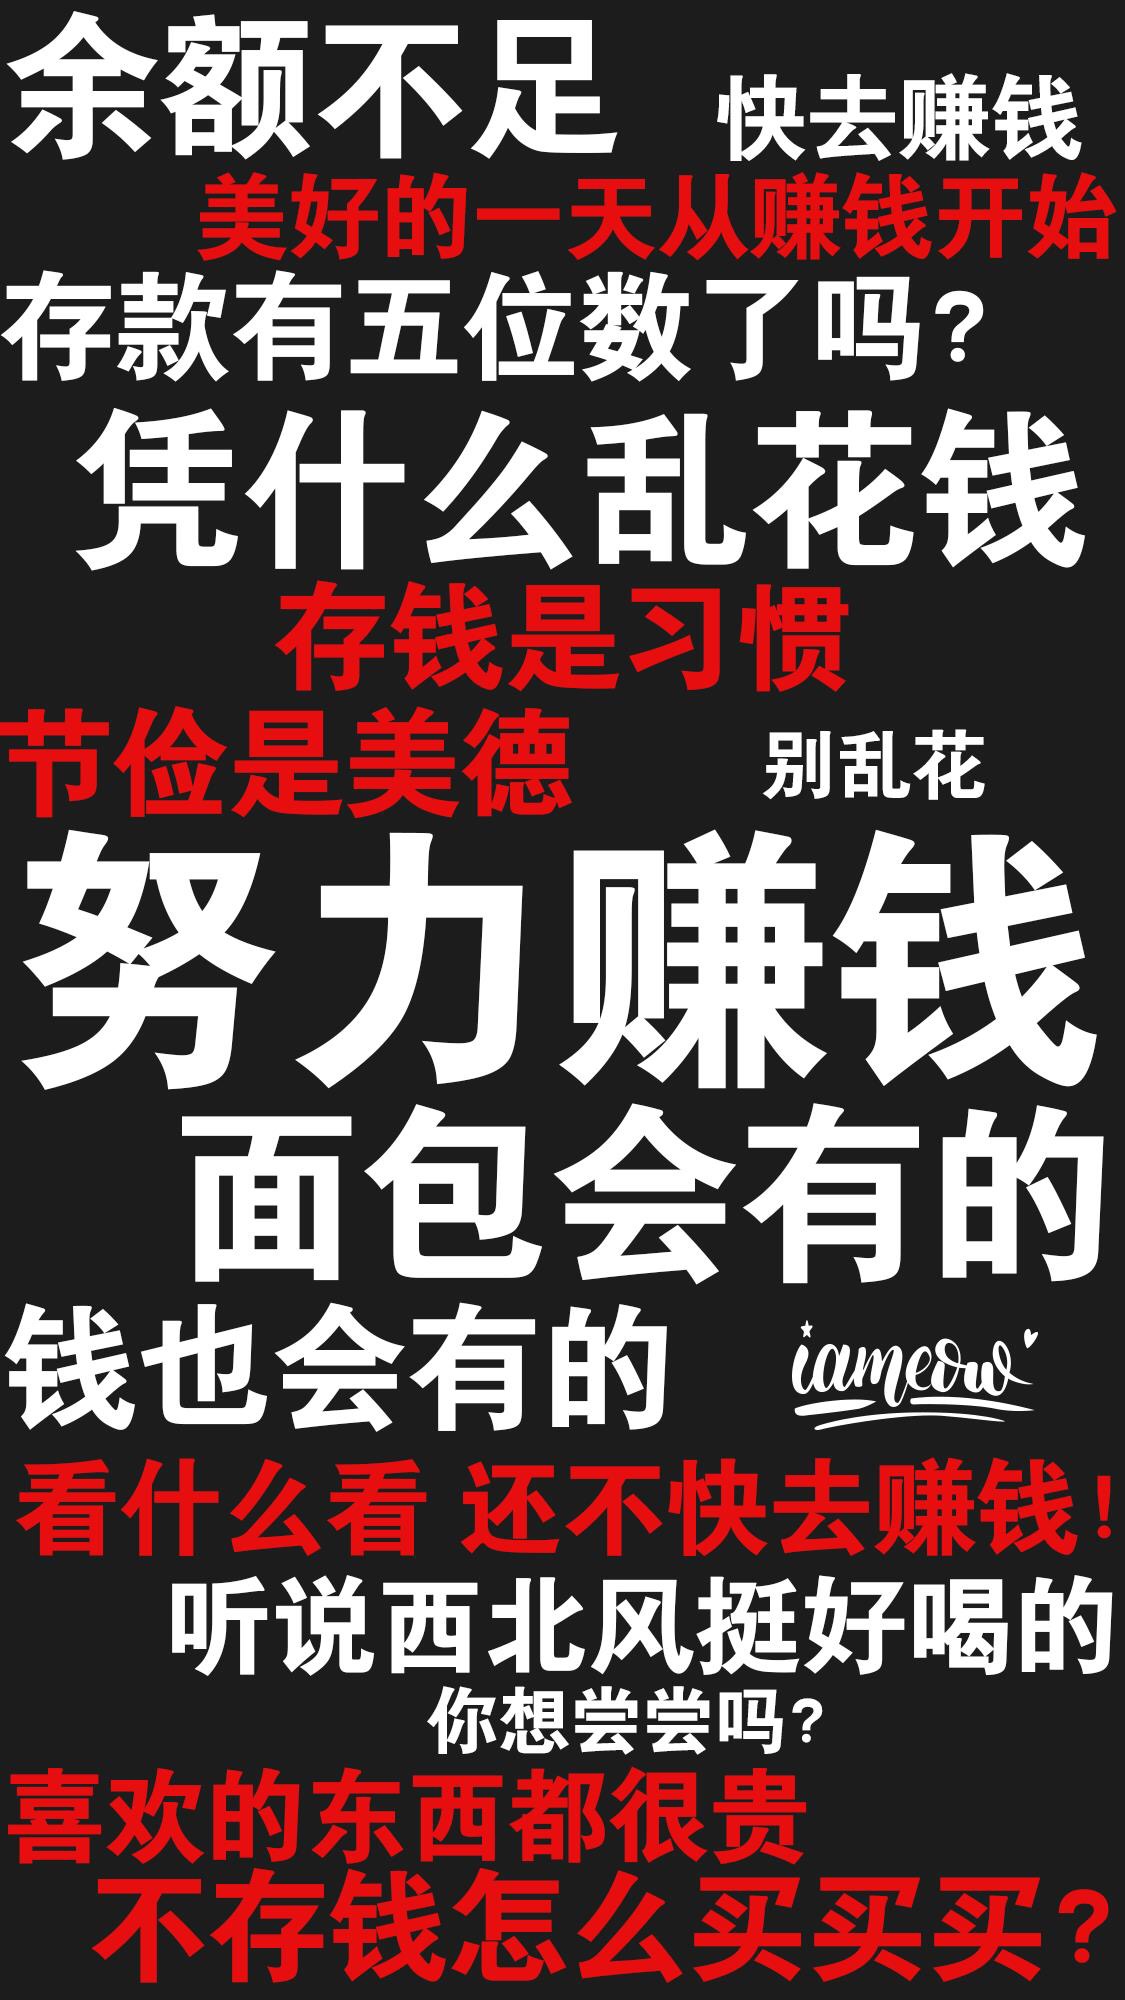 余额不足 快去赚钱
美好的一天从赚钱开始
存款有五位数了吗?
凭什么乱花钱
存钱是习惯
节俭是美德 别乱花
努力赚钱
面包会有的
钱也会有的 iameow
看什么看 还不快去赚钱!
听说西北风挺好喝的
你想尝尝吗?
喜欢的东西都很贵
不存钱怎么买买买?